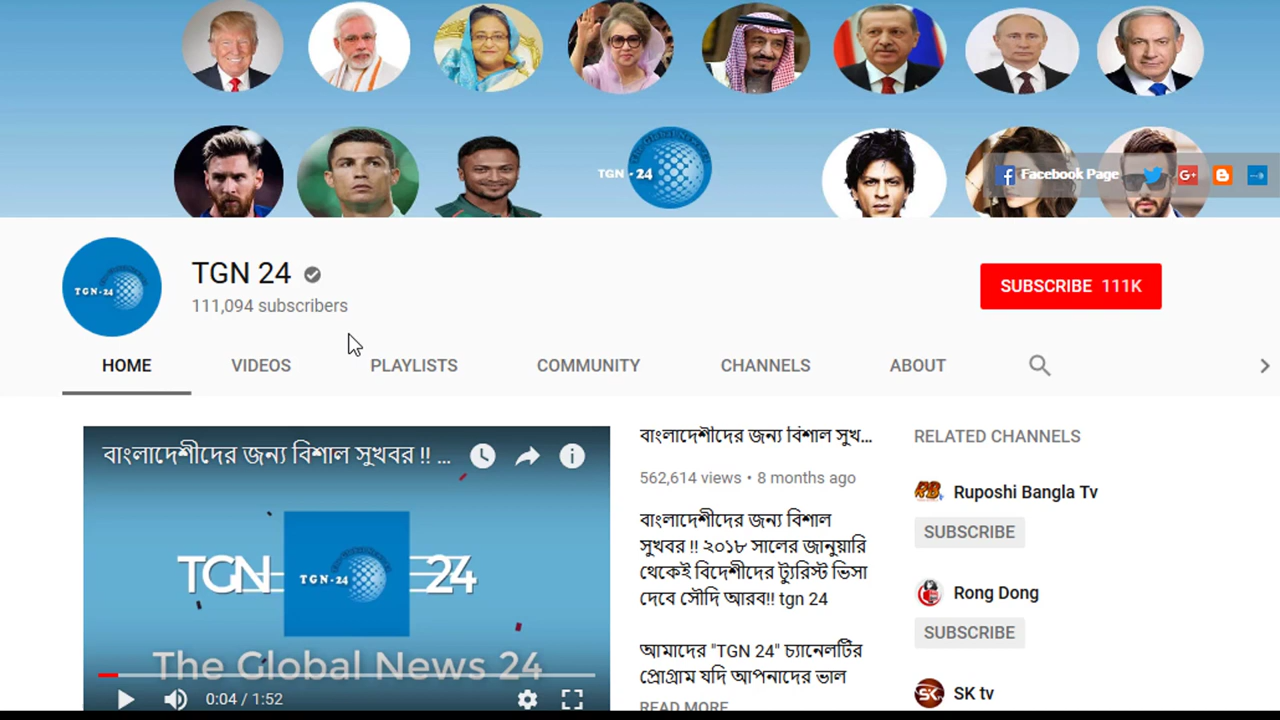 TGN - 24
Facebook Page
TGN 24
111,094 subscribers
SUBSCRIBE 111K
HOME
VIDEOS
PLAYLISTS
COMMUNITY
CHANNELS
ABOUT
বাংলাদেশীদের জন্য বিশাল সুখবর !! ...
TGN
TGN-24
24
The Global News 24
0:04 / 1:52
বাংলাদেশীদের জন্য বিশাল সুখ...
562,614 views • 8 months ago
বাংলাদেশীদের জন্য বিশাল
সুখবর !! ২০১৮ সালের জানুয়ারি
থেকেই বিদেশীদের ট্যুরিস্ট ভিসা
দেবে সৌদি আরব!! tgn 24
আমাদের "TGN 24" চ্যানেলটির
প্রোগ্রাম যদি আপনাদের ভাল
READ MORE
RELATED CHANNELS
Ruposhi Bangla Tv
SUBSCRIBE
Rong Dong
SUBSCRIBE
SK tv